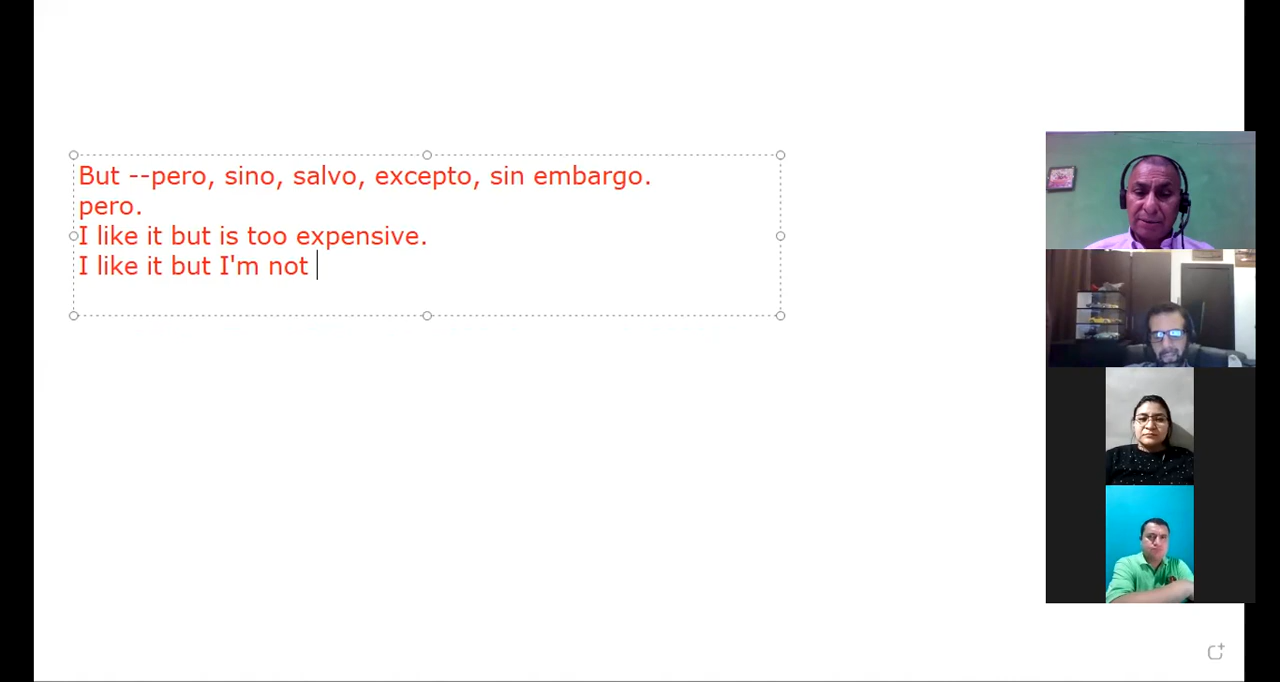 But --pero, sino, salvo, excepto, sin embargo.
pero.
I like it but is too expensive.
I like it but I'm not